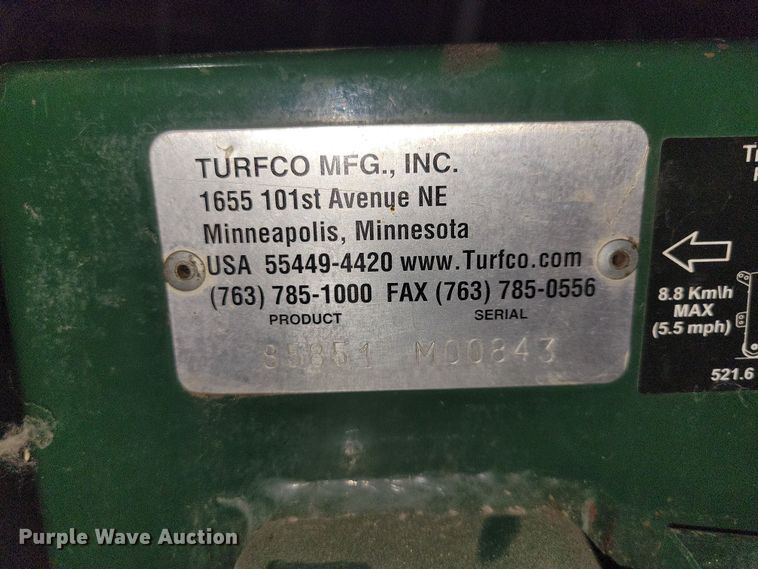 TURFCO MFG., INC.
1655 101st Avenue NE
Minneapolis, Minnesota
USA 55449-4420 www.Turfco.com
(763) 785-1000 FAX (763) 785-0556
PRODUCT SERIAL
85851 M00843
8.8 Km\h
MAX
(5.5 mph)
521.6
Purple Wave Auction